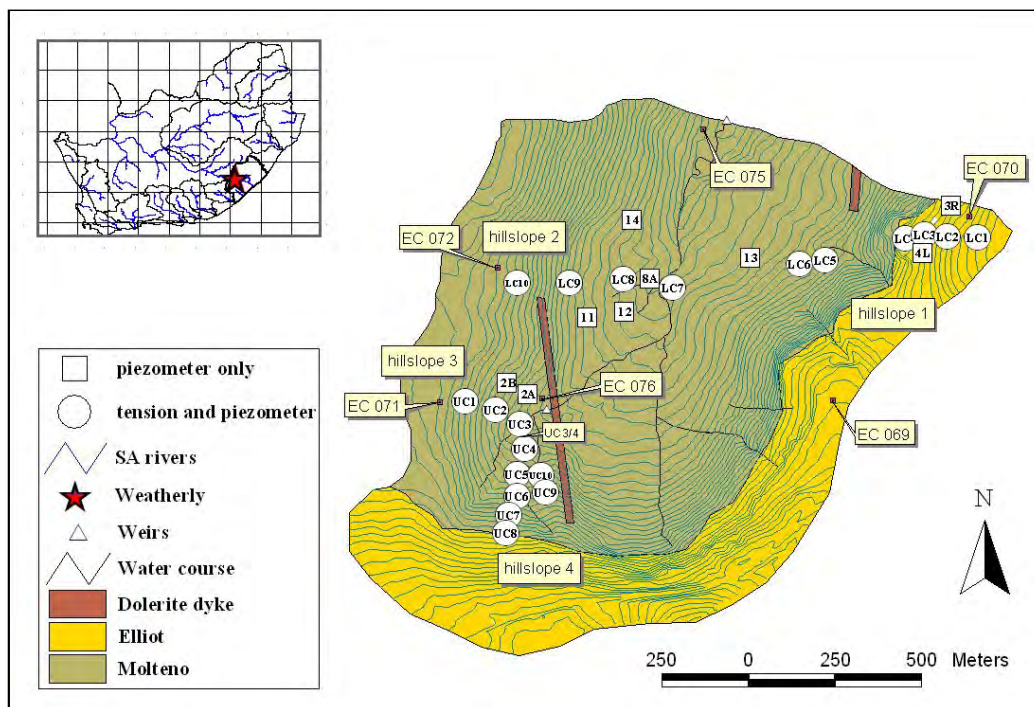 EC 075
EC 070
3R
14
LC
LC3
LC2
LC1
4L
EC 072
hillslope 2
13
LC6
LC5
LC10
LC9
LC8
8A
LC7
11
12
hillslope 1
piezometer only
tension and piezometer
SA rivers
Weatherly
Weirs
Water course
Dolerite dyke
Elliot
Molteno
hillslope 3
2B
2A
EC 076
EC 071
UC1
UC2
UC3
UC3/4
EC 069
UC4
UC5
UC10
UC6
UC9
UC7
UC8
hillslope 4
N
250 0 250 500 Meters